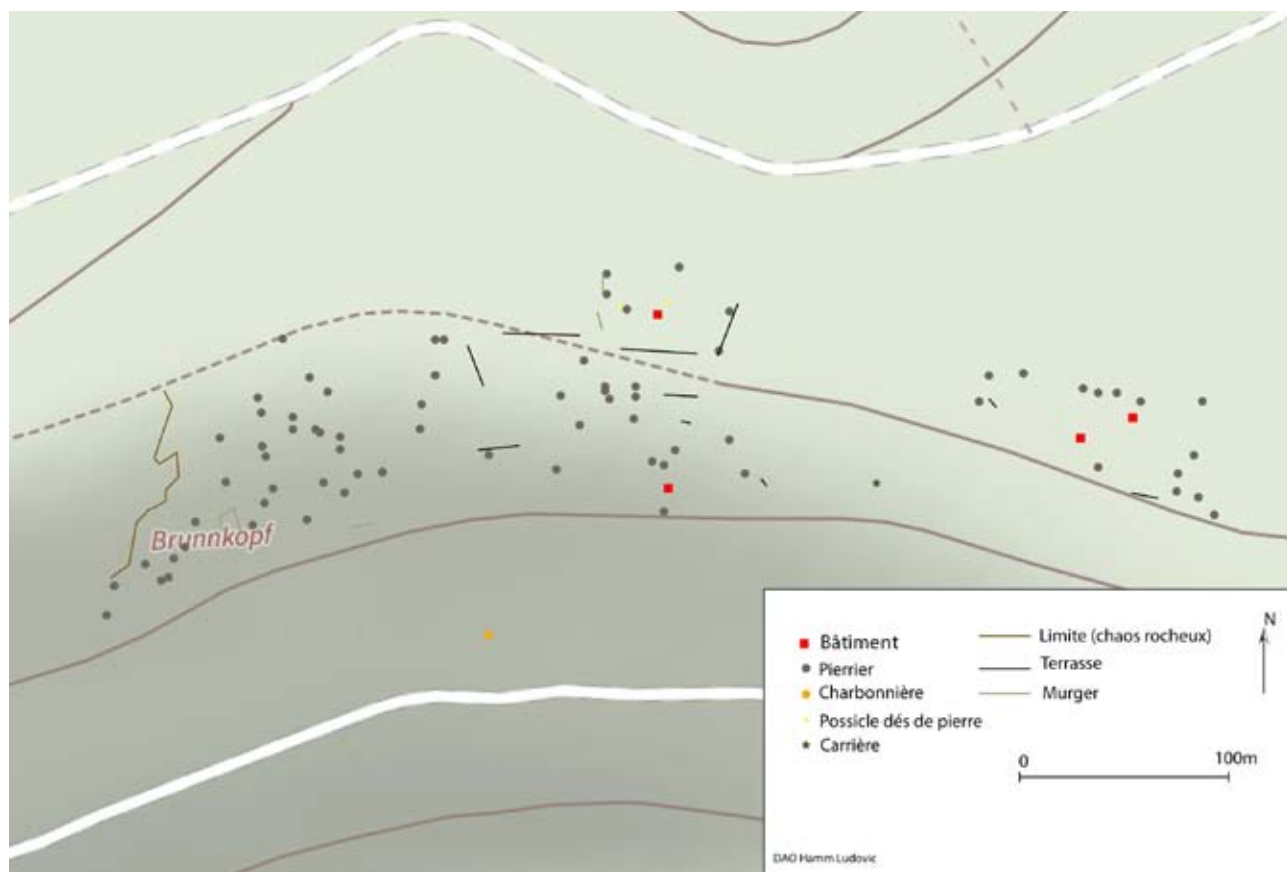 Brunnkopf
Bâtiment
Pierrier
Charbonnière
Possicle dés de pierre
Carrière
Limite (chaos rocheux)
Terrasse
Murger
N
0 100m
DAO Hamm Ludovic